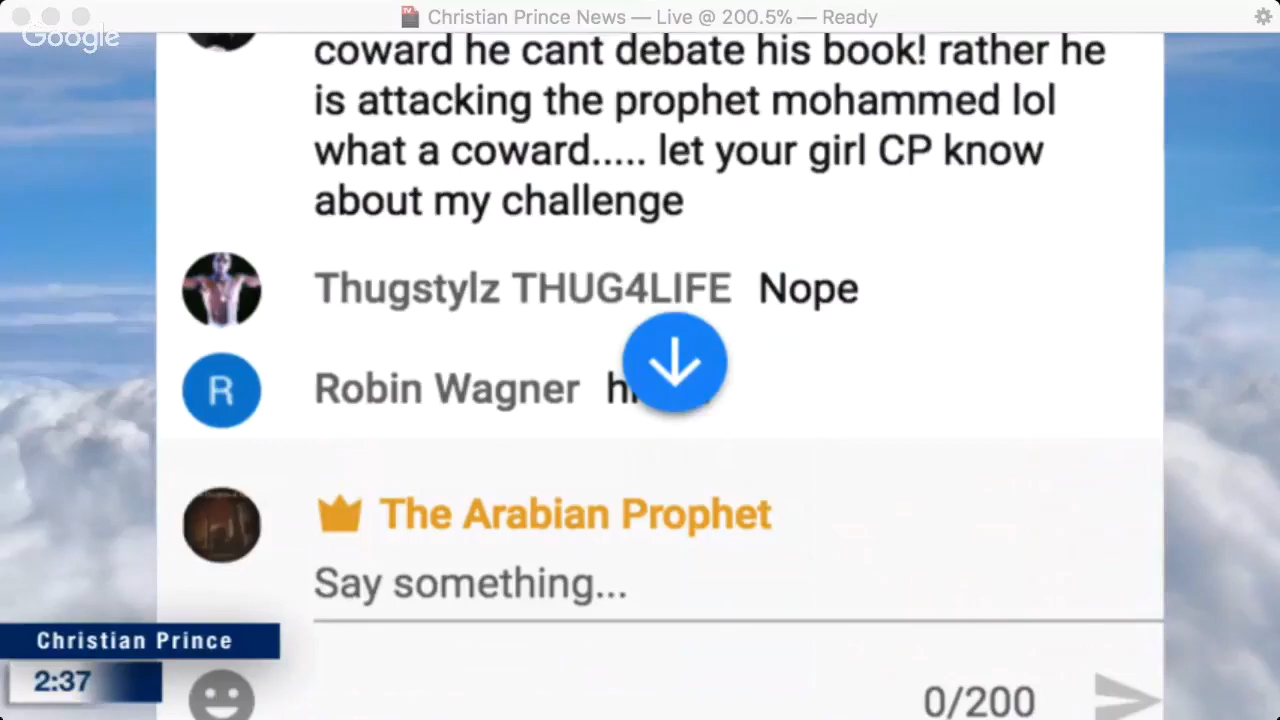 Christian Prince News — Live @ 200.5% — Ready
Google
coward he cant debate his book! rather he
is attacking the prophet mohammed lol
what a coward..... let your girl CP know
about my challenge
Thugstylz THUG4LIFE Nope
Robin Wagner
R
The Arabian Prophet
Say something...
Christian Prince
2:37
0/200